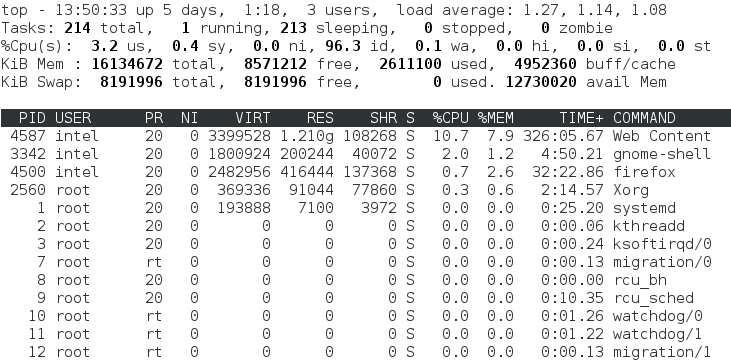 top - 13:50:33 up 5 days,  1:18,  3 users,  load average: 1.27, 1.14, 1.08
Tasks: 214 total,   1 running, 213 sleeping,   0 stopped,   0 zombie
%Cpu(s):  3.2 us,  0.4 sy,  0.0 ni, 96.3 id,  0.1 wa,  0.0 hi,  0.0 si,  0.0 st
KiB Mem : 16134672 total,  8571212 free,  2611100 used,  4952360 buff/cache
KiB Swap:  8191996 total,  8191996 free,        0 used. 12730020 avail Mem
PID USER      PR  NI    VIRT    RES    SHR S  %CPU %MEM     TIME+ COMMAND
4587 intel     20   0 3399528 1.210g 108268 S  10.7  7.9 326:05.67 Web Content
3342 intel     20   0 1800924 200244  40072 S   2.0  1.2   4:50.21 gnome-shell
4500 intel     20   0 2482956 416444 137368 S   0.7  2.6  32:22.86 firefox
2560 root      20   0  369336  91044  77860 S   0.3  0.6   2:14.57 Xorg
1 root      20   0  193888   7100   3972 S   0.0  0.0   0:25.20 systemd
2 root      20   0       0      0      0 S   0.0  0.0   0:00.06 kthreadd
3 root      20   0       0      0      0 S   0.0  0.0   0:00.24 ksoftirqd/0
7 root      rt   0       0      0      0 S   0.0  0.0   0:00.13 migration/0
8 root      20   0       0      0      0 S   0.0  0.0   0:00.00 rcu_bh
9 root      20   0       0      0      0 S   0.0  0.0   0:10.35 rcu_sched
10 root      rt   0       0      0      0 S   0.0  0.0   0:01.26 watchdog/0
11 root      rt   0       0      0      0 S   0.0  0.0   0:01.22 watchdog/1
12 root      rt   0       0      0      0 S   0.0  0.0   0:00.13 migration/1